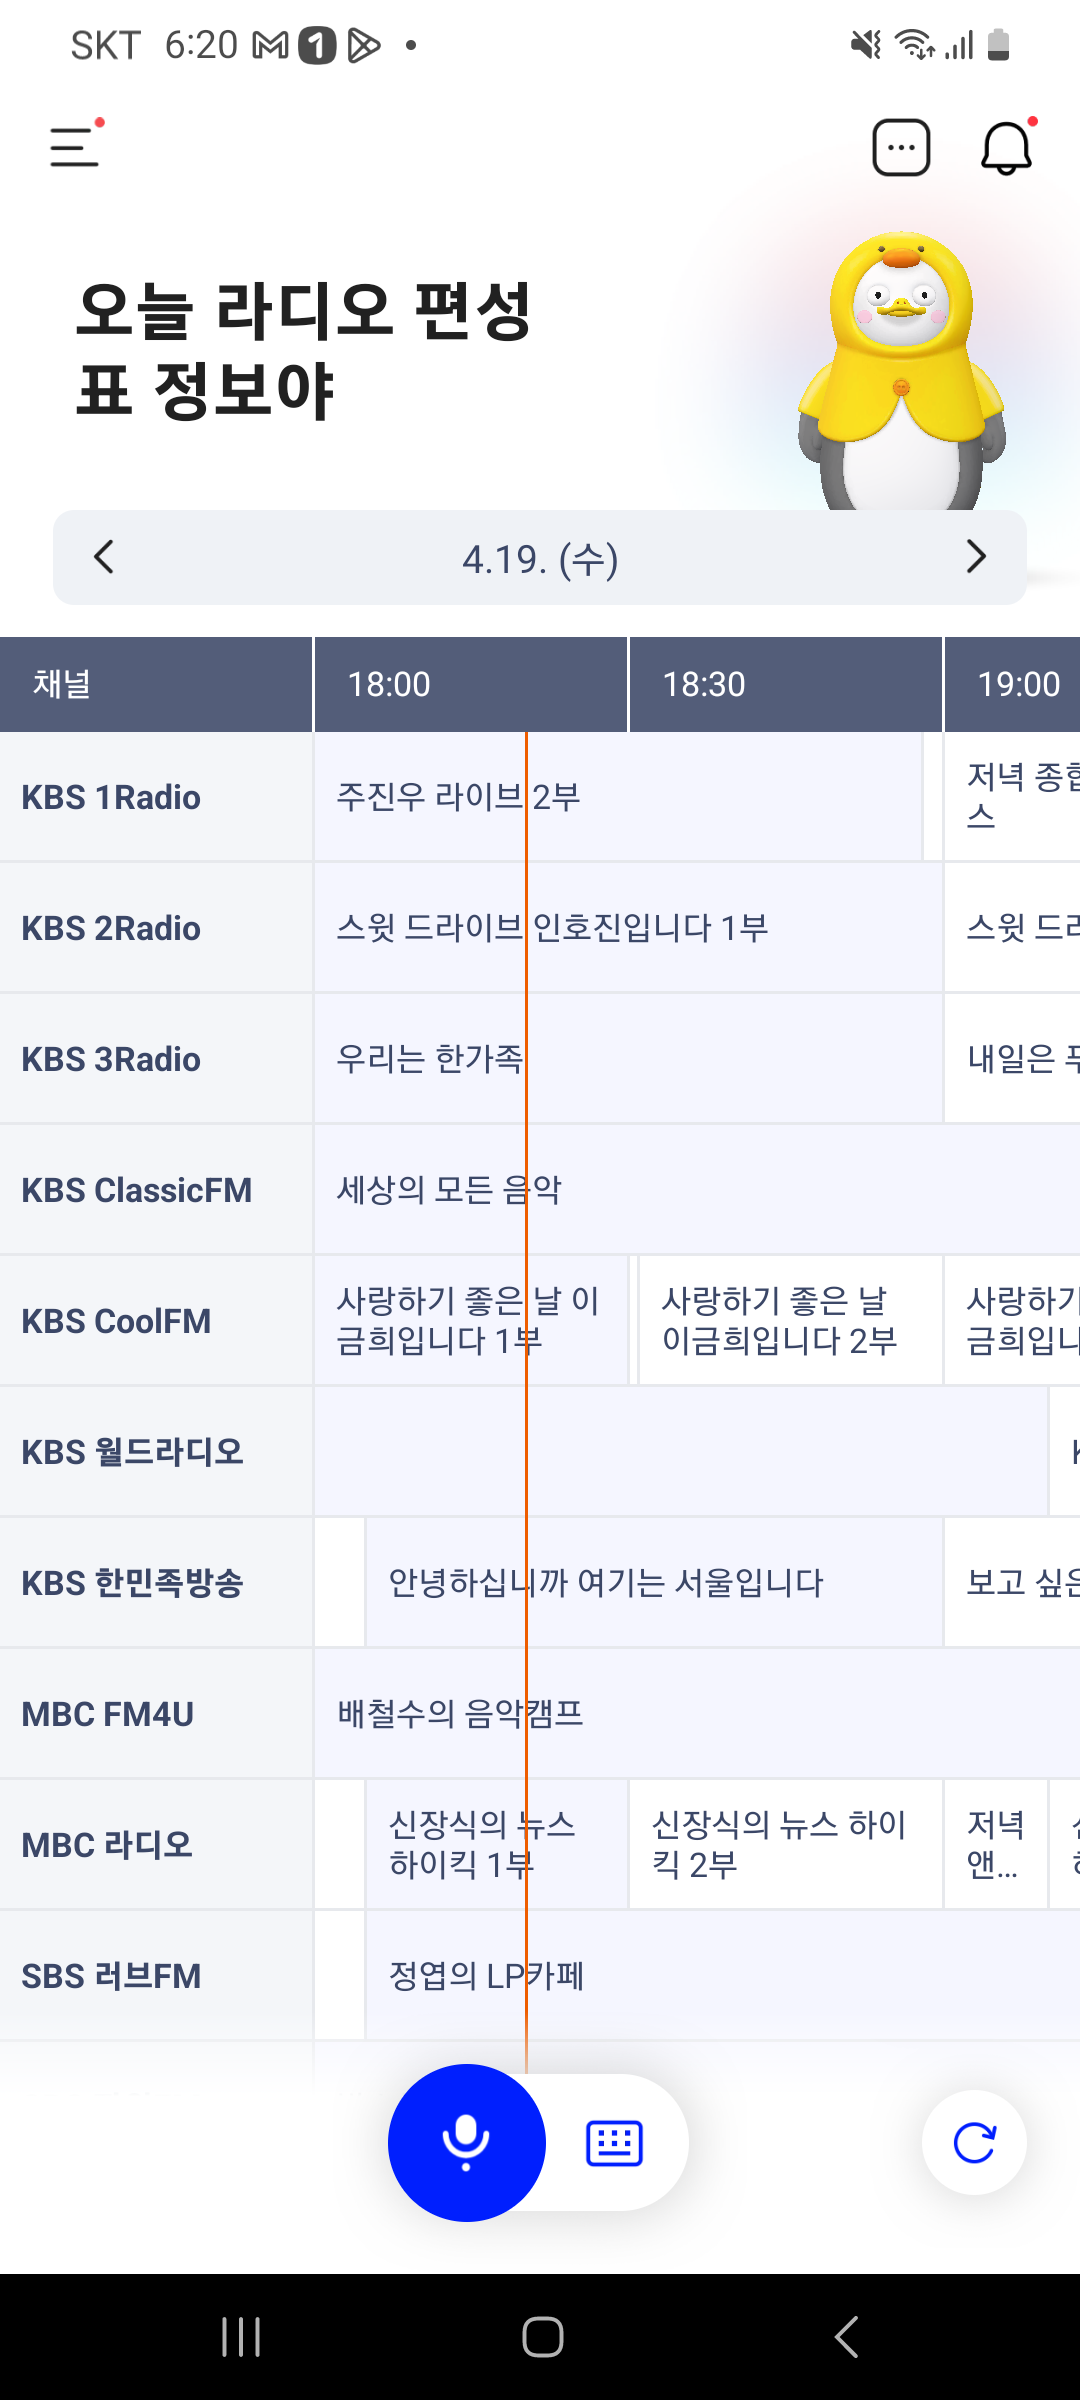 SKT 6:20
오늘 라디오 편성
표 정보야
4.19. (수)
채널 18:00 18:30 19:00
KBS 1Radio
주진우 라이브 2부
저녁 종합
스
KBS 2Radio
스윗 드라이브 인호진입니다 1부
스윗
KBS 3Radio
우리는 한가족
내일은
KBS ClassicFM
세상의 모든 음악
KBS CoolFM
사랑하기 좋은 날 이
금희입니다 1부
사랑하기 좋은 날
이금희입니다 2부
사랑하기
금희입니
KBS 월드라디오
KBS 한민족방송
안녕하십니까 여기는 서울입니다
보고 싶은
MBC FM4U
배철수의 음악캠프
MBC 라디오
신장식의 뉴스
하이킥 1부
신장식의 뉴스 하이
킥 2부
저녁
앤...
SBS 러브FM
정엽의 LP카페